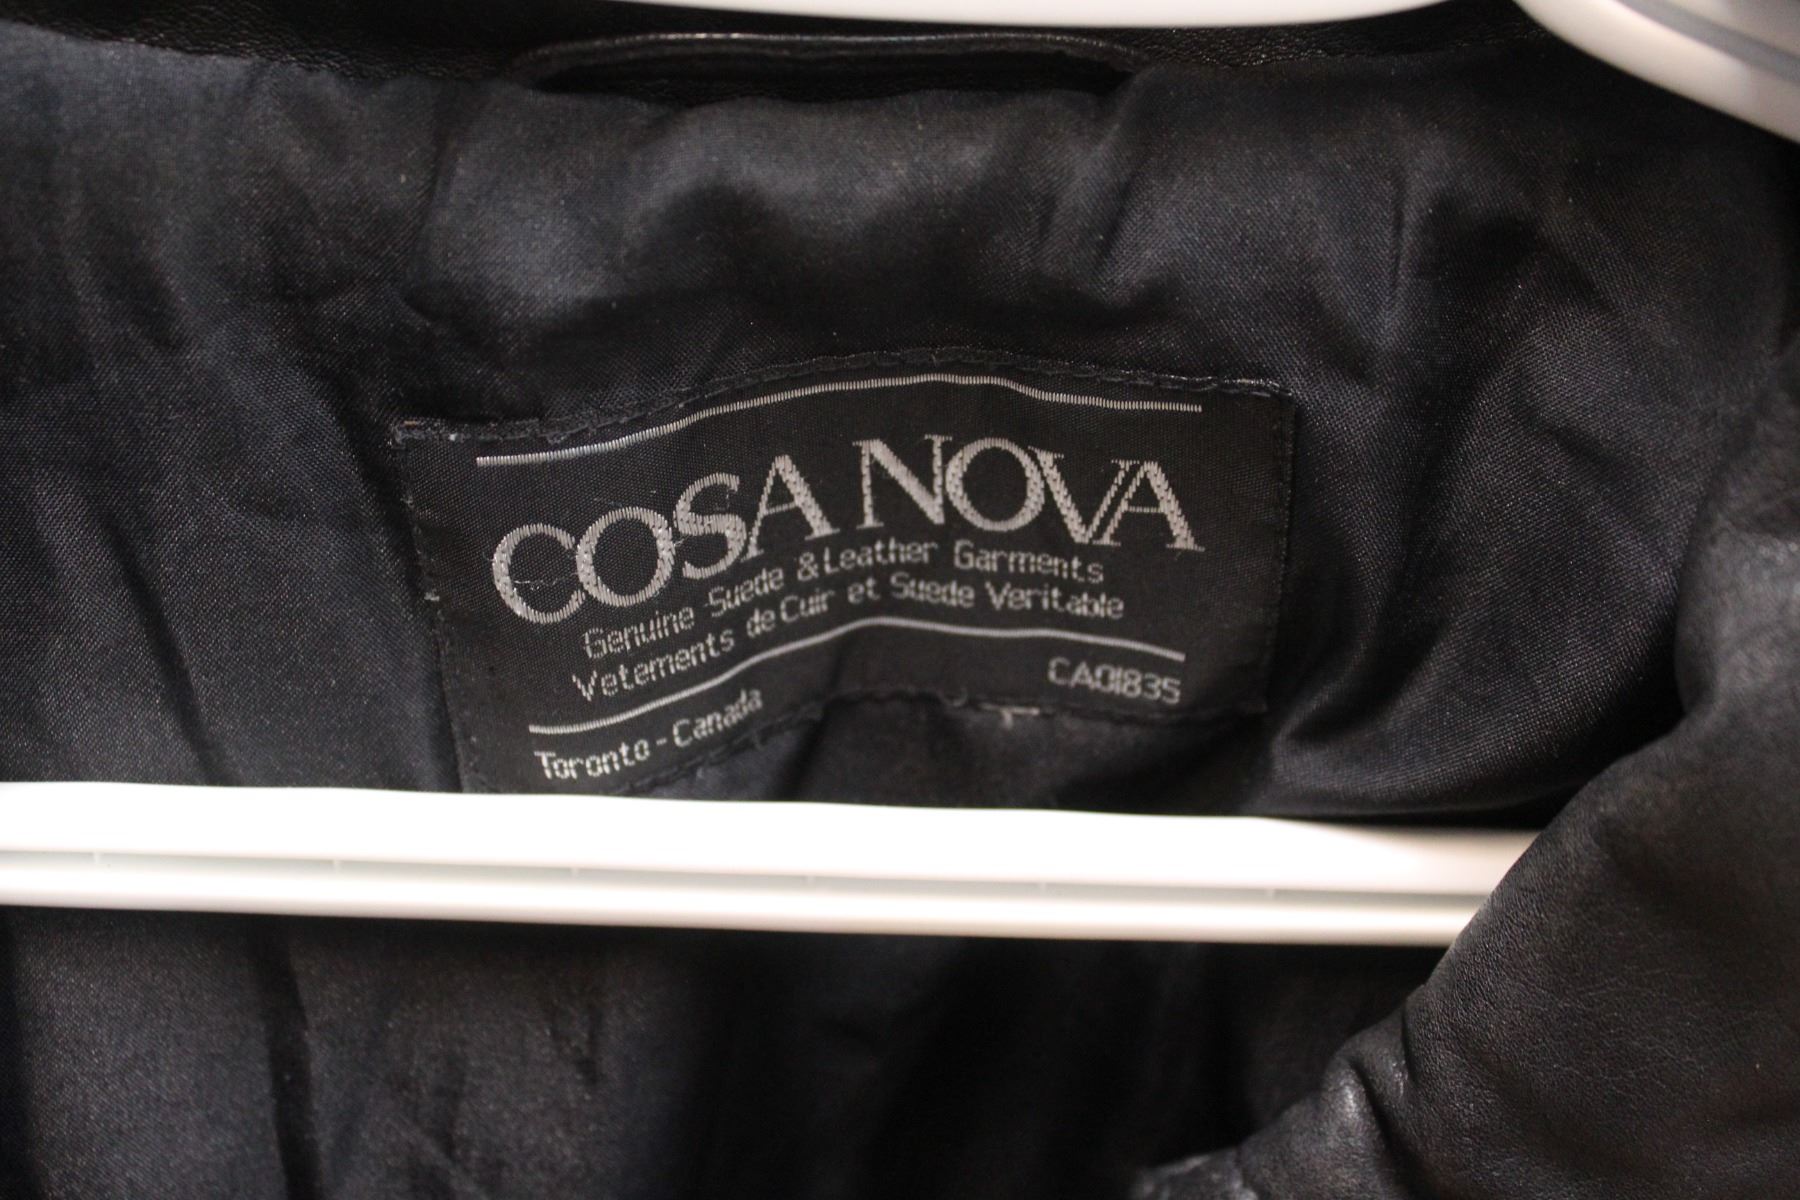 COSA NOVA
Genuine Suede & Leather Garments
Vetements de Cuir et Suede Veritable
CA01835
Toronto - Canada